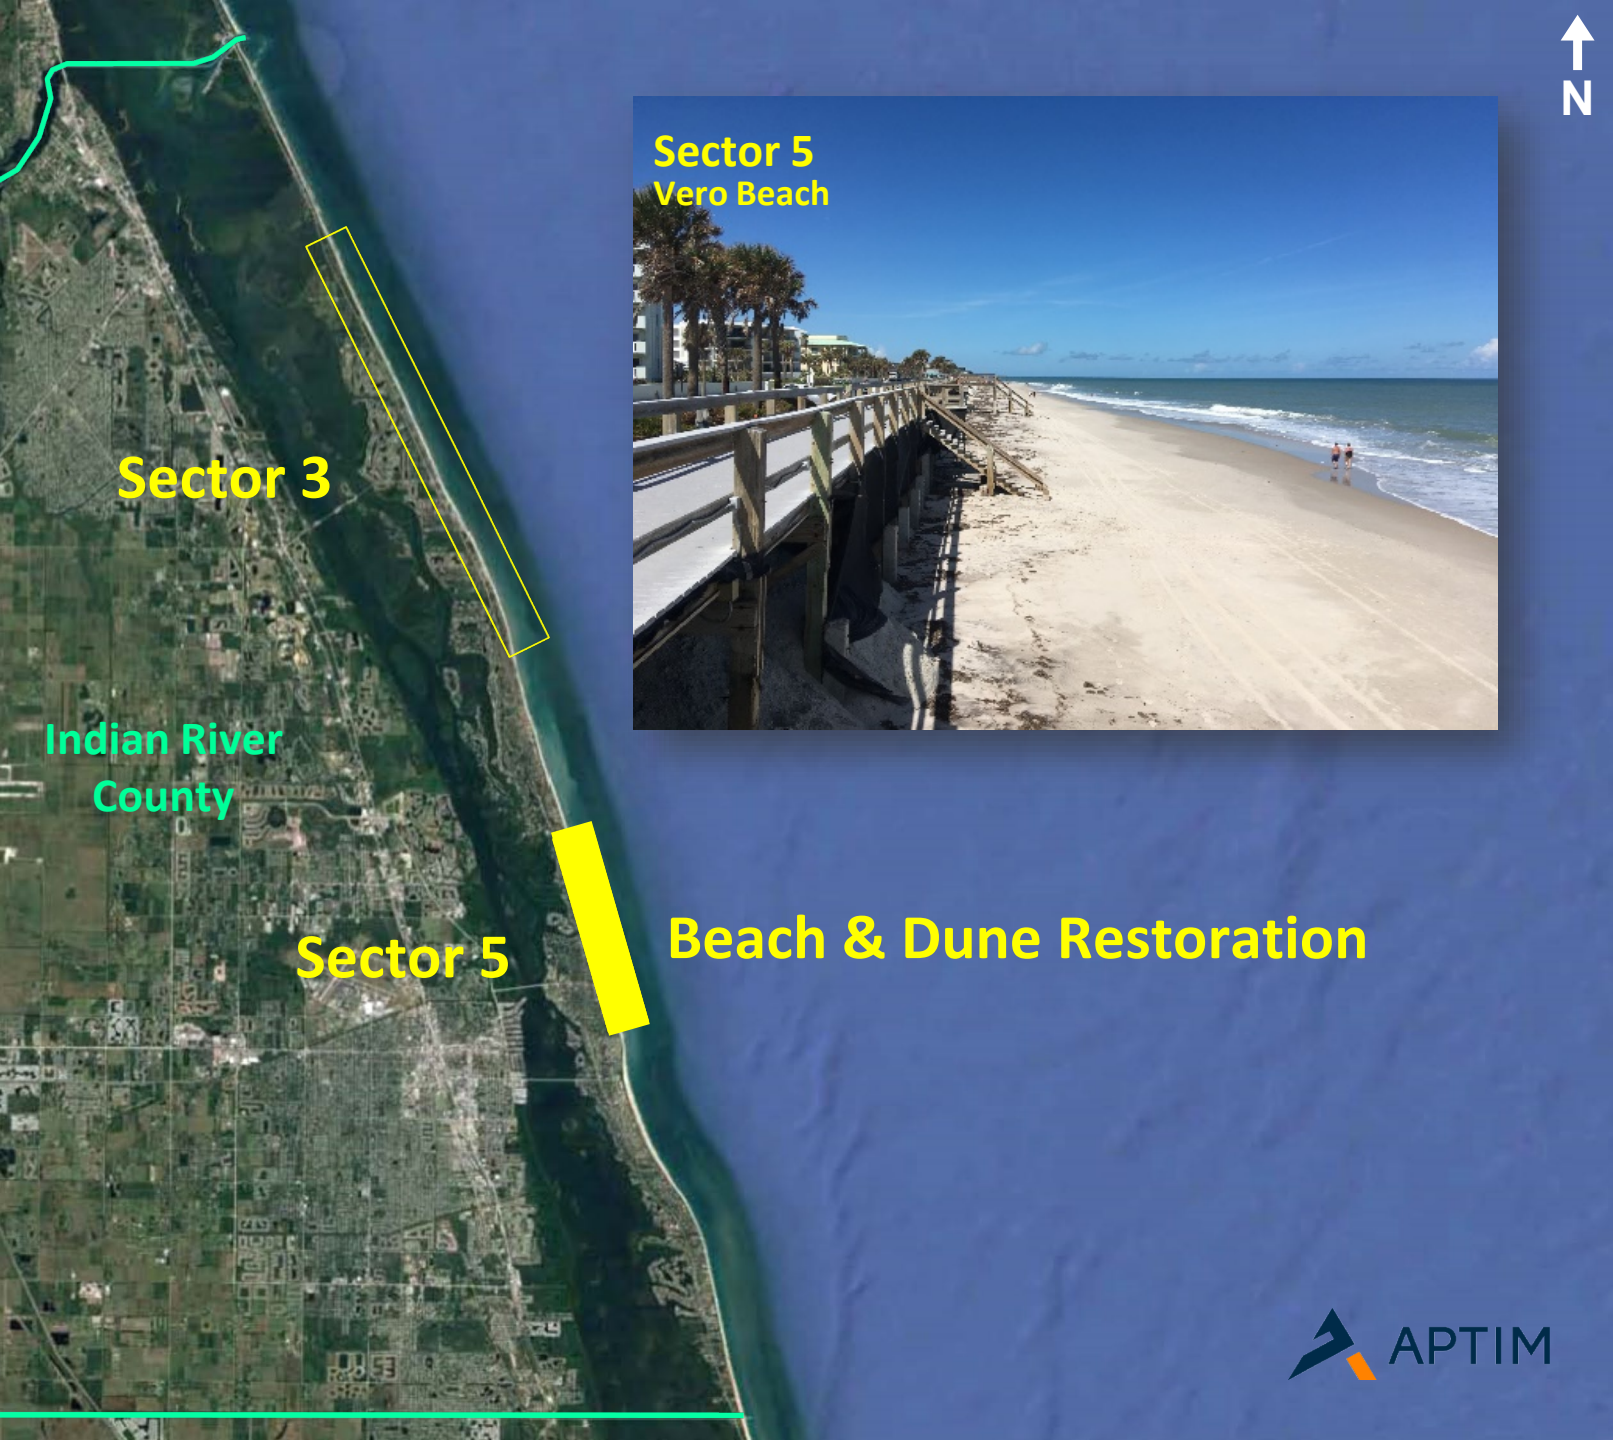 N
Sector 5
Vero Beach
Sector 3
Indian River
County
Sector 5
Beach & Dune Restoration
APTIM